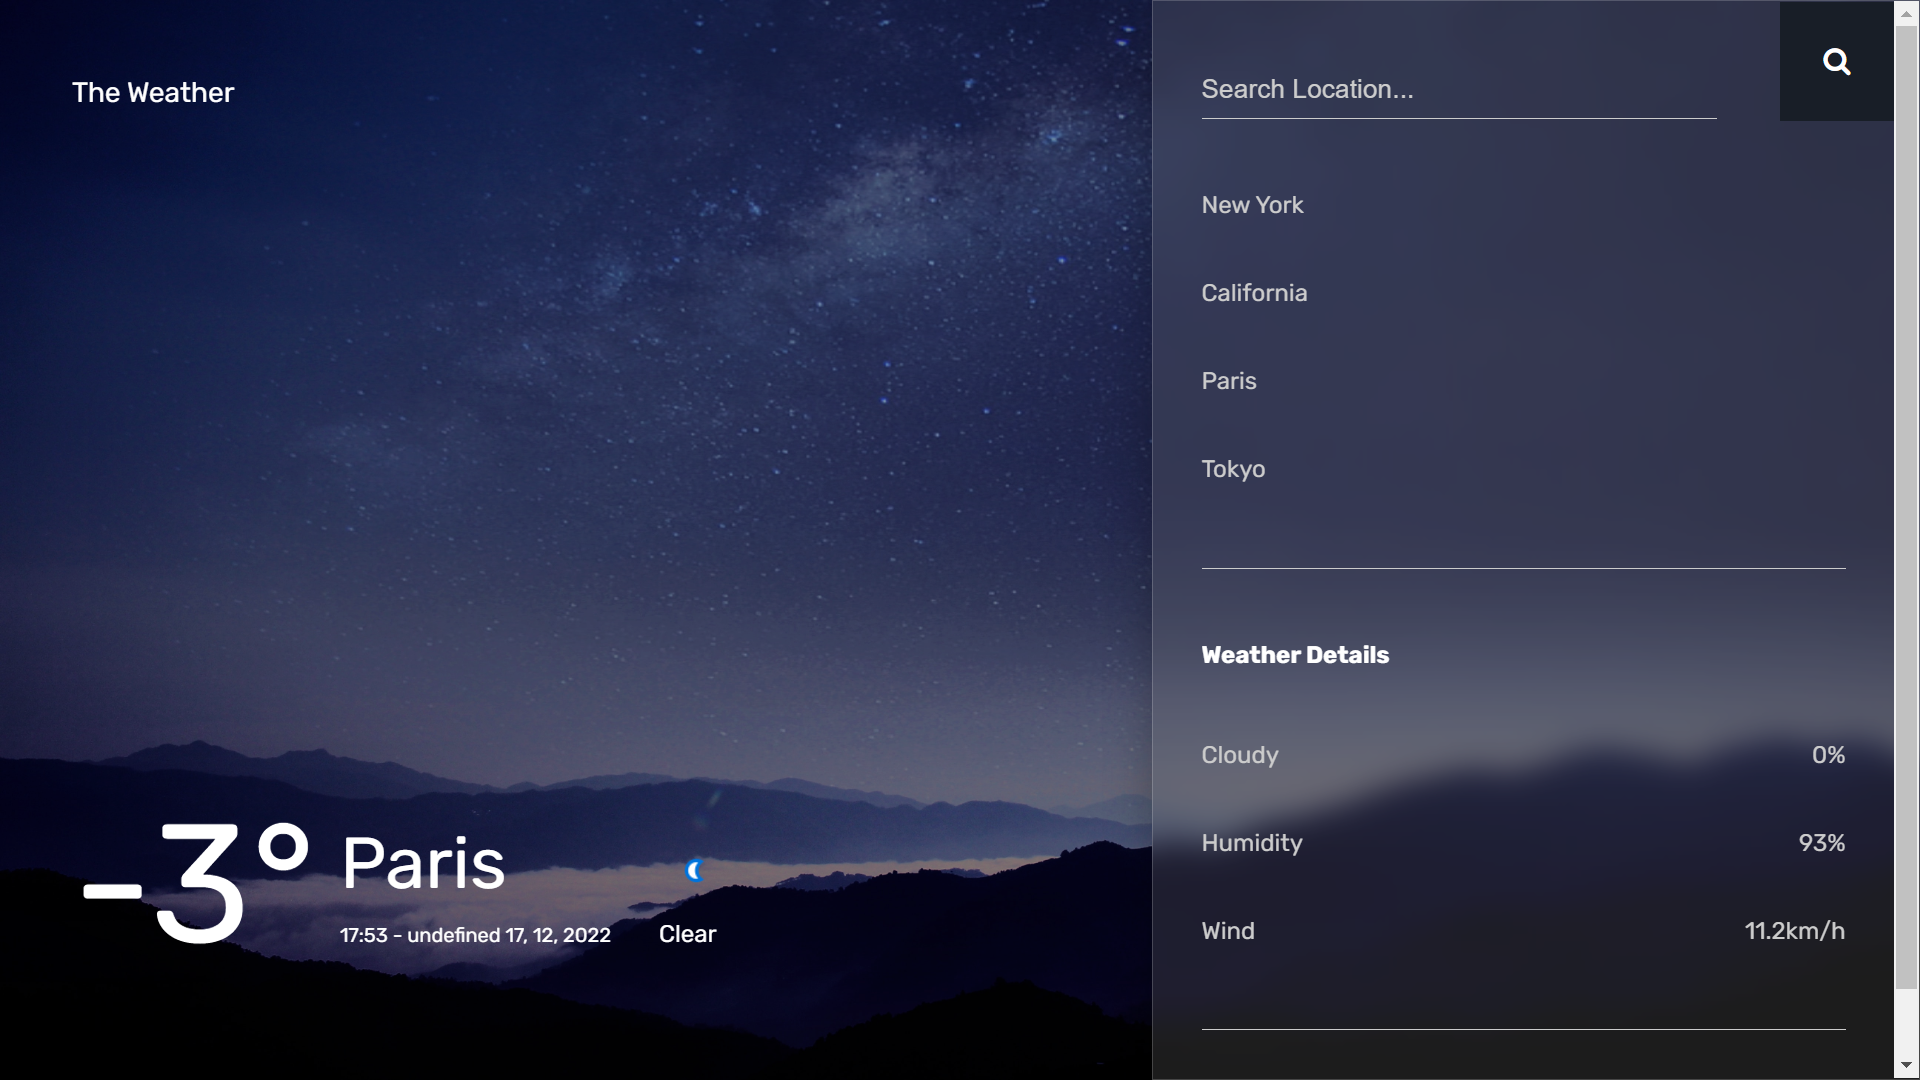 The Weather
-3°
Paris
17:53 - undefined 17, 12, 2022
Clear
Search Location...
New York
California
Paris
Tokyo
Weather Details
Cloudy 0%
Humidity 93%
Wind 11.2km/h